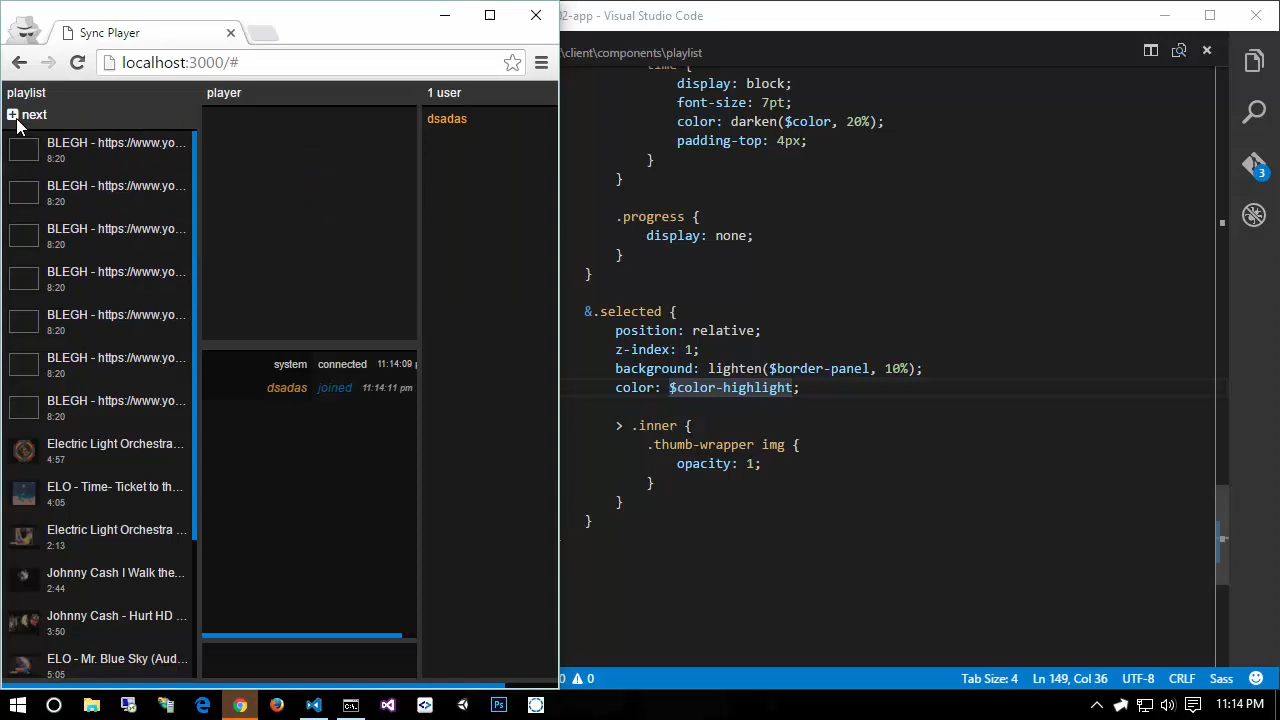 Sync Player
localhost:3000/#
playlist
next
BLEGH - https://www.yo...
8:20
BLEGH - https://www.yo...
8:20
BLEGH - https://www.yo...
8:20
BLEGH - https://www.yo...
8:20
BLEGH - https://www.yo...
8:20
BLEGH - https://www.yo...
8:20
BLEGH - https://www.yo...
8:20
Electric Light Orchestra...
4:57
ELO - Time- Ticket to th...
4:05
Electric Light Orchestra ...
2:13
Johnny Cash I Walk the...
2:44
Johnny Cash - Hurt HD ...
3:50
ELO - Mr. Blue Sky (Aud...
5:05
player
system connected 11:14:09
dsadas joined 11:14:11 pm
1 user
dsadas
02-app - Visual Studio Code
\client\components\playlist
time {
display: block;
font-size: 7pt;
color: darken($color, 20%);
padding-top: 4px;
}
}
.progress {
display: none;
}
}
&.selected {
position: relative;
z-index: 1;
background: lighten($border-panel, 10%);
color: $color-highlight;
> .inner {
.thumb-wrapper img {
opacity: 1;
}
}
}
3
0 0
Tab Size: 4 Ln 149, Col 36 UTF-8 CRLF Sass
11:14 PM